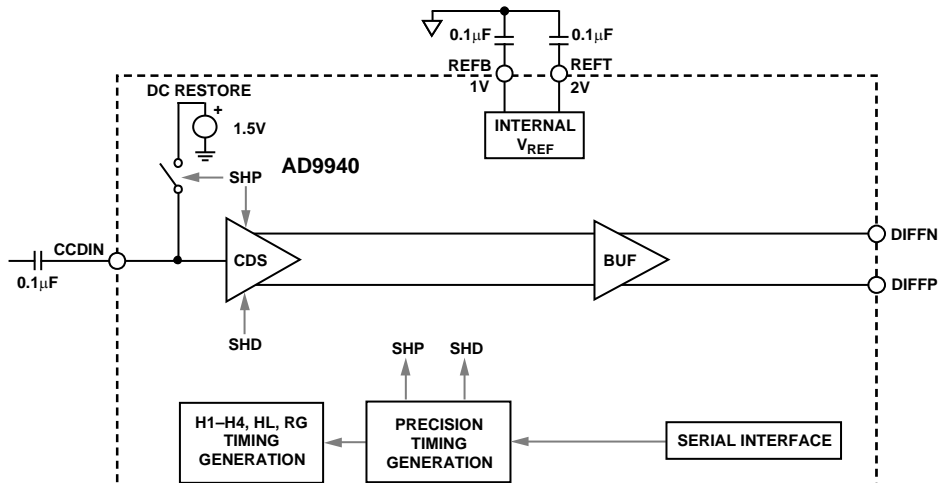 0.1μF
0.1μF
REFB
REFT
1V
2V
DC RESTORE
+
1.5V
INTERNAL
VREF
AD9940
SHP
CCDIN
CDS
BUF
DIFFN
0.1μF
DIFFP
SHD
SHP
SHD
H1–H4, HL, RG
TIMING
GENERATION
PRECISION
TIMING
GENERATION
SERIAL INTERFACE